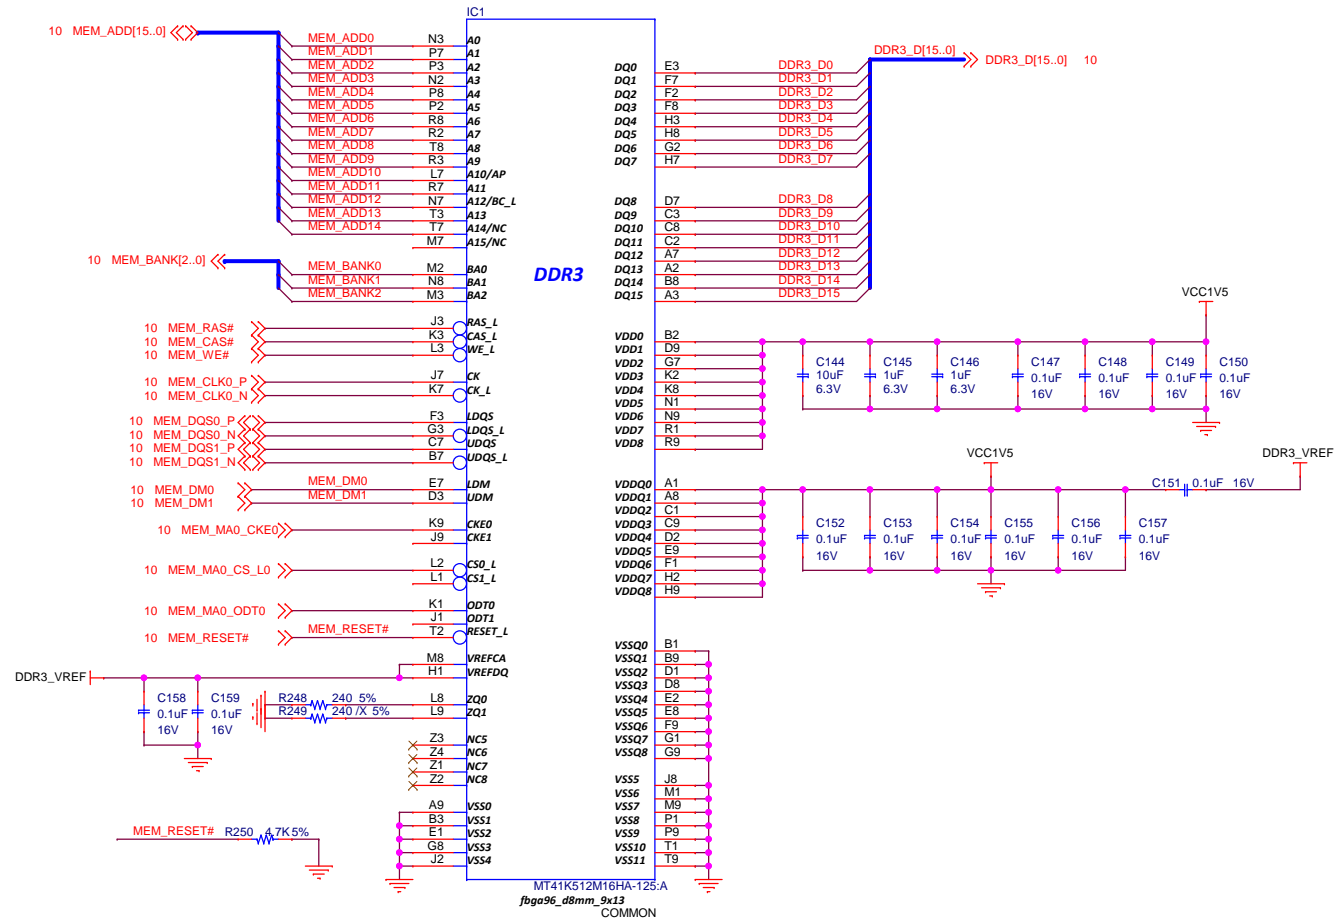 IC1
10 MEM_ADD[15..0]
MEM_ADD0 N3 A0
MEM_ADD1 P7 A1
MEM_ADD2 P3 A2
MEM_ADD3 N2 A3
MEM_ADD4 P8 A4
MEM_ADD5 P2 A5
MEM_ADD6 R8 A6
MEM_ADD7 R2 A7
MEM_ADD8 T8 A8
MEM_ADD9 R3 A9
MEM_ADD10 L7 A10/AP
MEM_ADD11 R7 A11
MEM_ADD12 N7 A12/BC_L
MEM_ADD13 T3 A13
MEM_ADD14 T7 A14/NC
M7 A15/NC
10 MEM_BANK[2..0]
MEM_BANK0 M2 BA0
MEM_BANK1 N8 BA1
MEM_BANK2 M3 BA2
10 MEM_RAS# J3 RAS_L
10 MEM_CAS# K3 CAS_L
10 MEM_WE# L3 WE_L
10 MEM_CLK0_P J7 CK
10 MEM_CLK0_N K7 CK_L
10 MEM_DQS0_P F3 LDQS
10 MEM_DQS0_N G3 LDQS_L
10 MEM_DQS1_P C7 UDQS
10 MEM_DQS1_N B7 UDQS_L
10 MEM_DM0 MEM_DM0 E7 LDM
10 MEM_DM1 MEM_DM1 D3 UDM
10 MEM_MA0_CKE0 K9 CKE0
J9 CKE1
10 MEM_MA0_CS_L0 L2 CS0_L
L1 CS1_L
10 MEM_MA0_ODT0 K1 ODT0
J1 ODT1
10 MEM_RESET# MEM_RESET# T2 RESET_L
M8 VREFCA
DDR3_VREF H1 VREFDQ
C158 0.1uF 16V
C159 0.1uF 16V
R248 240 5% L8 ZQ0
R249 240 /X 5% L9 ZQ1
Z3 NC5
Z4 NC6
Z1 NC7
Z2 NC8
A9 VSS0
B3 VSS1
E1 VSS2
G8 VSS3
J2 VSS4
MEM_RESET# R250 4.7K 5%
DDR3
DDR3_D[15..0]
DDR3_D[15..0] 10
DQ0 E3 DDR3_D0
DQ1 F7 DDR3_D1
DQ2 F2 DDR3_D2
DQ3 F8 DDR3_D3
DQ4 H3 DDR3_D4
DQ5 H8 DDR3_D5
DQ6 G2 DDR3_D6
DQ7 H7 DDR3_D7
DQ8 D7 DDR3_D8
DQ9 C3 DDR3_D9
DQ10 C8 DDR3_D10
DQ11 C2 DDR3_D11
DQ12 A7 DDR3_D12
DQ13 A2 DDR3_D13
DQ14 B8 DDR3_D14
DQ15 A3 DDR3_D15
VCC1V5
VDD0 B2
VDD1 D9
VDD2 G7
VDD3 K2
VDD4 K8
VDD5 N1
VDD6 N9
VDD7 R1
VDD8 R9
C144 10uF 6.3V
C145 1uF 6.3V
C146 1uF 6.3V
C147 0.1uF 16V
C148 0.1uF 16V
C149 0.1uF 16V
C150 0.1uF 16V
VCC1V5
DDR3_VREF
C151 0.1uF 16V
VDDQ0 A1
VDDQ1 A8
VDDQ2 C1
VDDQ3 C9
VDDQ4 D2
VDDQ5 E9
VDDQ6 F1
VDDQ7 H2
VDDQ8 H9
C152 0.1uF 16V
C153 0.1uF 16V
C154 0.1uF 16V
C155 0.1uF 16V
C156 0.1uF 16V
C157 0.1uF 16V
VSSQ0 B1
VSSQ1 B9
VSSQ2 D1
VSSQ3 D8
VSSQ4 E2
VSSQ5 E8
VSSQ6 F9
VSSQ7 G1
VSSQ8 G9
VSS5 J8
VSS6 M1
VSS7 M9
VSS8 P1
VSS9 P9
VSS10 T1
VSS11 T9
MT41K512M16HA-125:A
fbga96_d8mm_9x13
COMMON